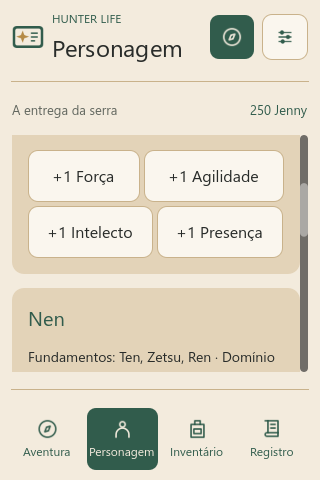 HUNTER LIFE
Personagem
A entrega da serra
250 Jenny
+1 Força
+1 Agilidade
+1 Intelecto
+1 Presença
Nen
Fundamentos: Ten, Zetsu, Ren · Domínio
Aventura
Personagem
Inventário
Registro